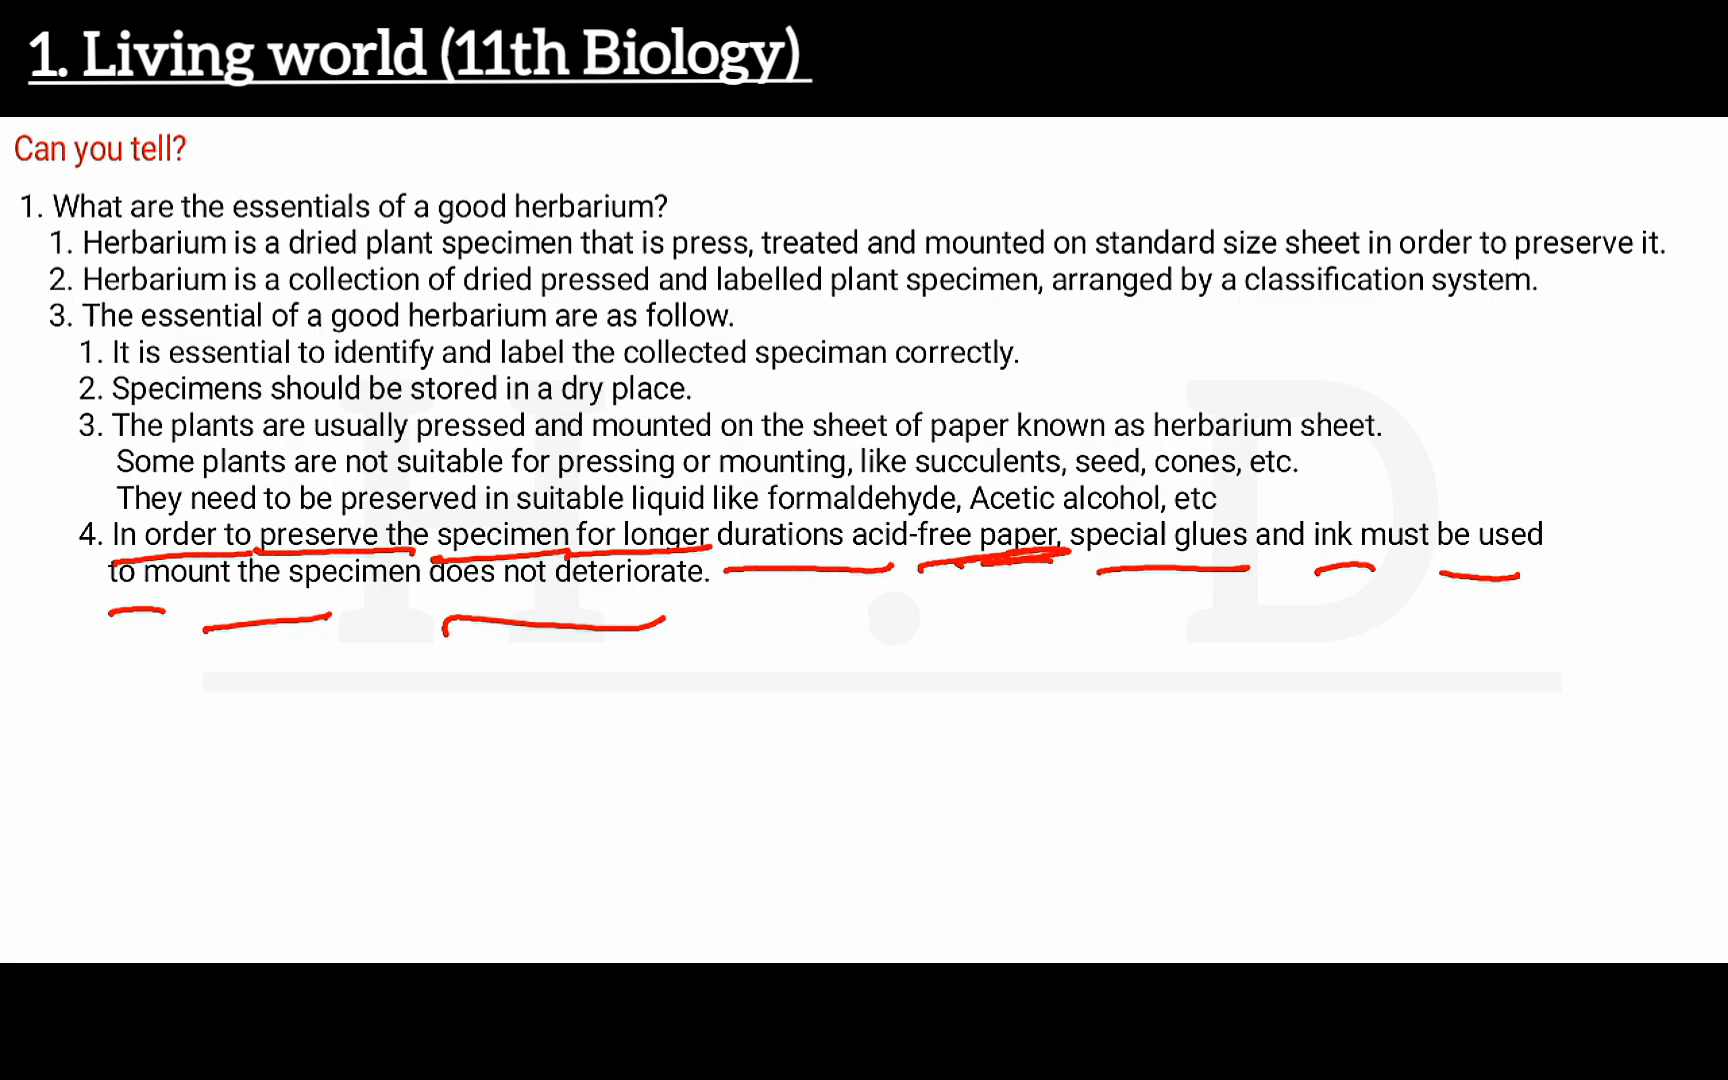 1. Living world (11th Biology)
Can you tell?
1. What are the essentials of a good herbarium?
1. Herbarium is a dried plant specimen that is press, treated and mounted on standard size sheet in order to preserve it.
2. Herbarium is a collection of dried pressed and labelled plant specimen, arranged by a classification system.
3. The essential of a good herbarium are as follow.
1. It is essential to identify and label the collected speciman correctly.
2. Specimens should be stored in a dry place.
3. The plants are usually pressed and mounted on the sheet of paper known as herbarium sheet.
Some plants are not suitable for pressing or mounting, like succulents, seed, cones, etc.
They need to be preserved in suitable liquid like formaldehyde, Acetic alcohol, etc
4. In order to preserve the specimen for longer durations acid-free paper, special glues and ink must be used
to mount the specimen does not deteriorate.
H . D